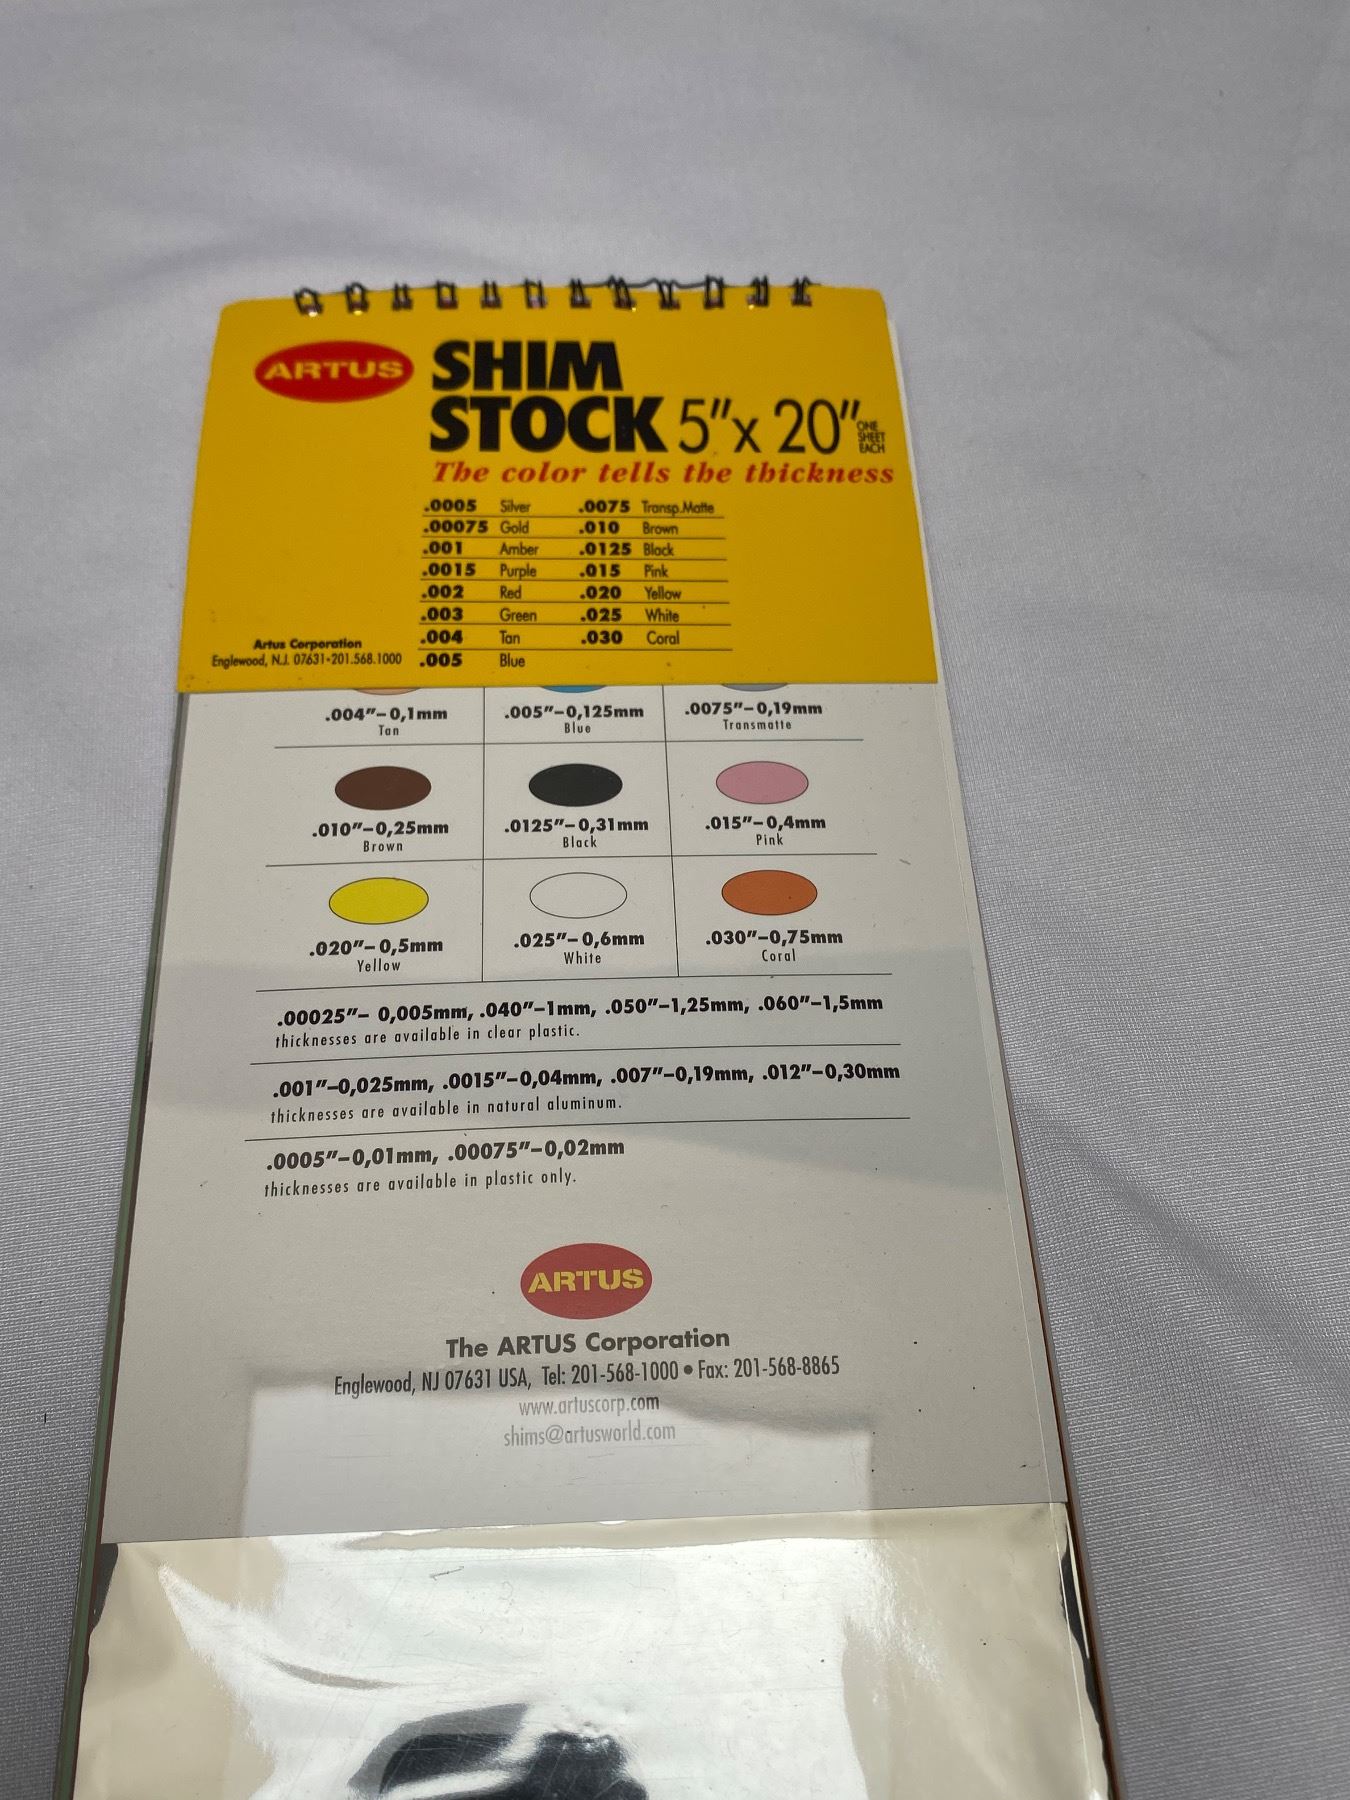 ARTUS
SHIM
STOCK 5"x 20" ONE SHEET EACH
The color tells the thickness
.0005 Silver .0075 Transp.Matte
.00075 Gold .010 Brown
.001 Amber .0125 Black
.0015 Purple .015 Pink
.002 Red .020 Yellow
.003 Green .025 White
.004 Tan .030 Coral
.005 Blue
Artus Corporation
Englewood, N.J. 07631•201.568.1000
.004"–0,1mm .005"–0,125mm .0075"–0,19mm
Tan Blue Transmatte
.010"–0,25mm .0125"–0,31mm .015"–0,4mm
Brown Black Pink
.020"–0,5mm .025"–0,6mm .030"–0,75mm
Yellow White Coral
.00025"– 0,005mm, .040"–1mm, .050"–1,25mm, .060"–1,5mm
thicknesses are available in clear plastic.
.001"–0,025mm, .0015"–0,04mm, .007"–0,19mm, .012"–0,30mm
thicknesses are available in natural aluminum.
.0005"–0,01mm, .00075"–0,02mm
thicknesses are available in plastic only.
ARTUS
The ARTUS Corporation
Englewood, NJ 07631 USA, Tel: 201-568-1000 • Fax: 201-568-8865
www.artuscorp.com
shims@artusworld.com